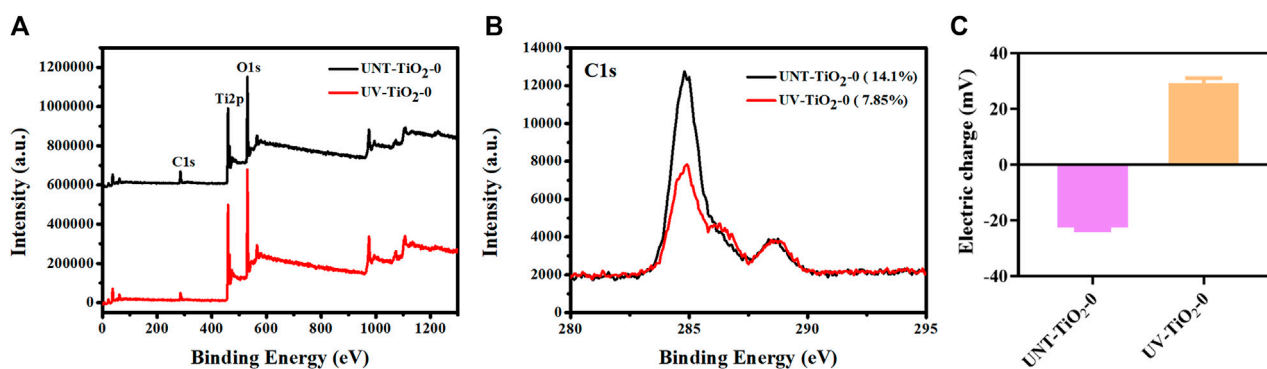 A
Intensity (a.u.)
1200000
1000000
800000
600000
400000
200000
0
O1s
Ti2p
C1s
UNT-TiO₂-0
UV-TiO₂-0
0 200 400 600 800 1000 1200
Binding Energy (eV)
B
Intensity (a.u.)
14000
12000
10000
8000
6000
4000
2000
0
C1s
UNT-TiO₂-0 ( 14.1%)
UV-TiO₂-0 ( 7.85%)
280 285 290 295
Binding Energy (eV)
C
Electric charge (mV)
40
20
0
-20
-40
UNT-TiO₂-0
UV-TiO₂-0